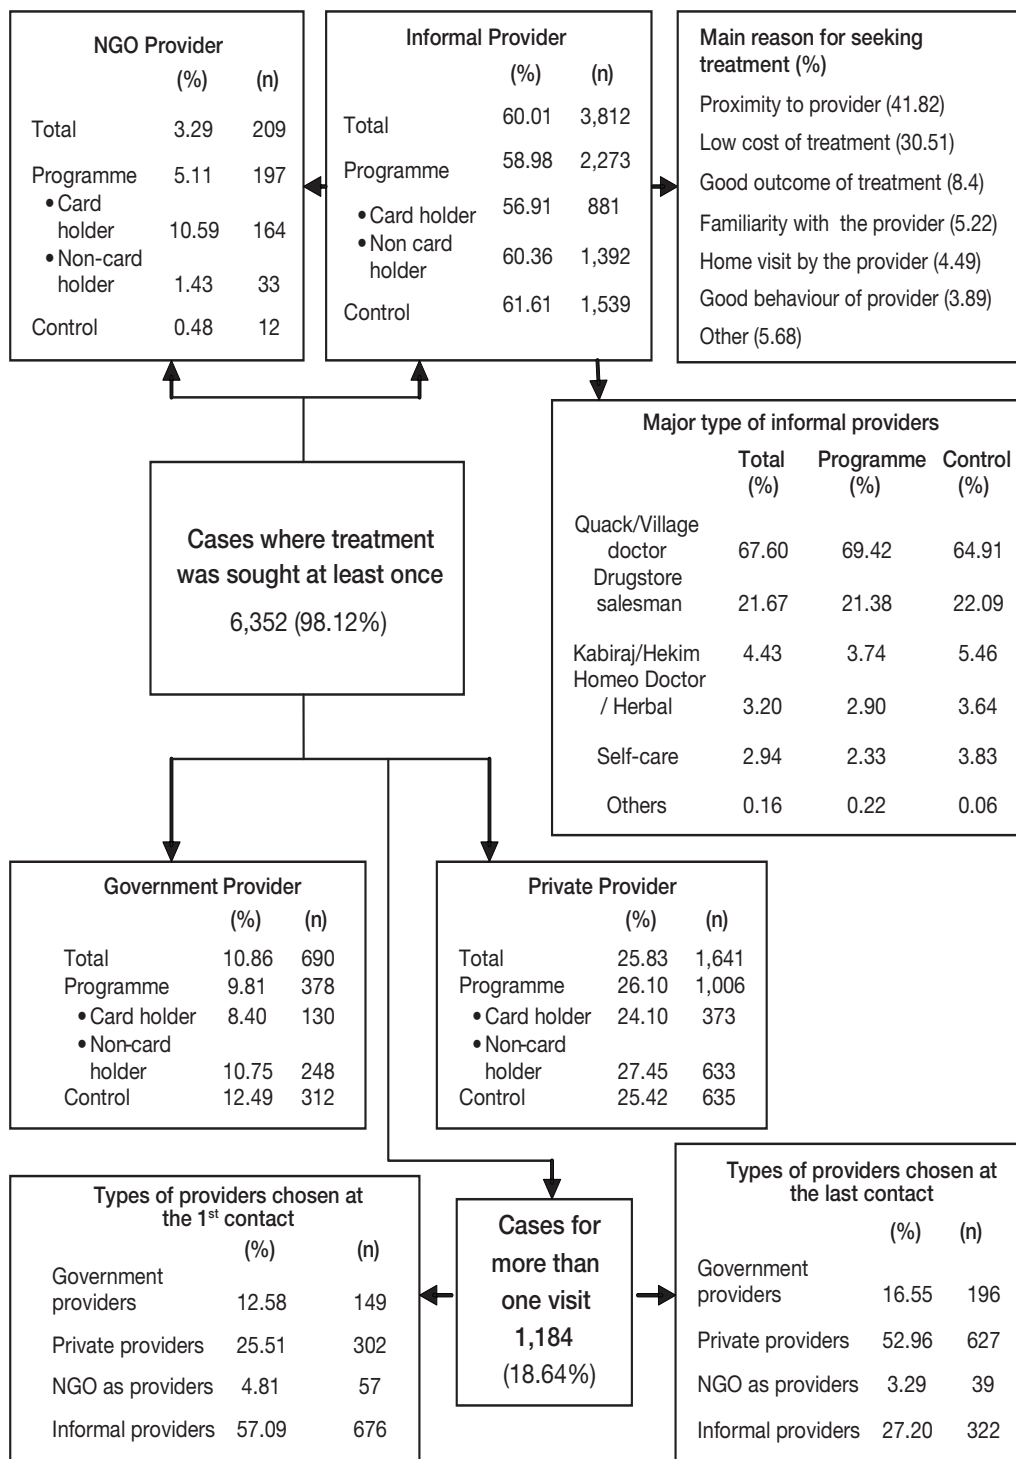 NGO Provider
(%) (n)
Total 3.29 209
Programme 5.11 197
• Card
holder 10.59 164
• Non-card
holder 1.43 33
Control 0.48 12
Informal Provider
(%) (n)
Total 60.01 3,812
Programme 58.98 2,273
• Card holder 56.91 881
• Non card
holder 60.36 1,392
Control 61.61 1,539
Main reason for seeking
treatment (%)
Proximity to provider (41.82)
Low cost of treatment (30.51)
Good outcome of treatment (8.4)
Familiarity with the provider (5.22)
Home visit by the provider (4.49)
Good behaviour of provider (3.89)
Other (5.68)
Major type of informal providers
Total Programme Control
(%) (%) (%)
Quack/Village
doctor 67.60 69.42 64.91
Drugstore
salesman 21.67 21.38 22.09
Kabiraj/Hekim 4.43 3.74 5.46
Homeo Doctor
/ Herbal 3.20 2.90 3.64
Self-care 2.94 2.33 3.83
Others 0.16 0.22 0.06
Cases where treatment
was sought at least once
6,352 (98.12%)
Government Provider
(%) (n)
Total 10.86 690
Programme 9.81 378
• Card holder 8.40 130
• Non-card
holder 10.75 248
Control 12.49 312
Private Provider
(%) (n)
Total 25.83 1,641
Programme 26.10 1,006
• Card holder 24.10 373
• Non-card
holder 27.45 633
Control 25.42 635
Types of providers chosen at
the 1st contact
(%) (n)
Government
providers 12.58 149
Private providers 25.51 302
NGO as providers 4.81 57
Informal providers 57.09 676
Cases for
more than
one visit
1,184
(18.64%)
Types of providers chosen at
the last contact
(%) (n)
Government
providers 16.55 196
Private providers 52.96 627
NGO as providers 3.29 39
Informal providers 27.20 322